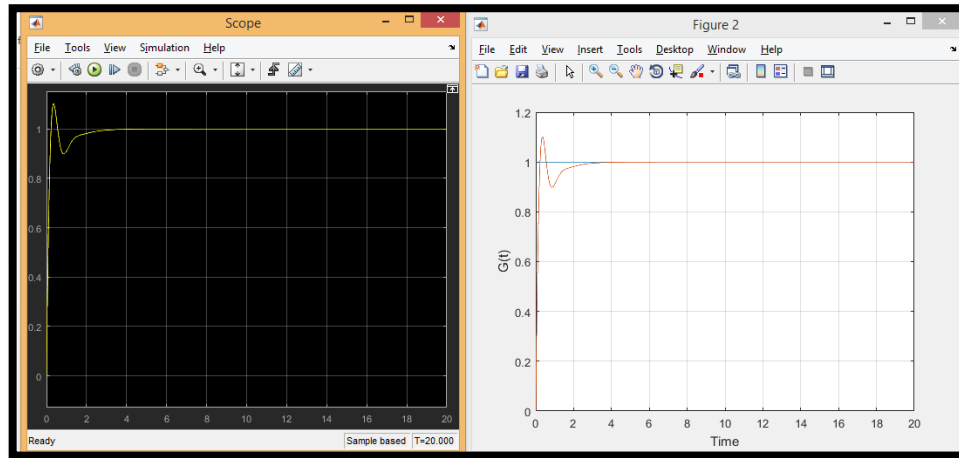 Scope
File Tools View Simulation Help
1
0.8
0.6
0.4
0.2
0
0 2 4 6 8 10 12 14 16 18 20
Ready Sample based T=20.000
Figure 2
File Edit View Insert Tools Desktop Window Help
1.2
1
0.8
0.6
0.4
0.2
0
G(t)
0 2 4 6 8 10 12 14 16 18 20
Time